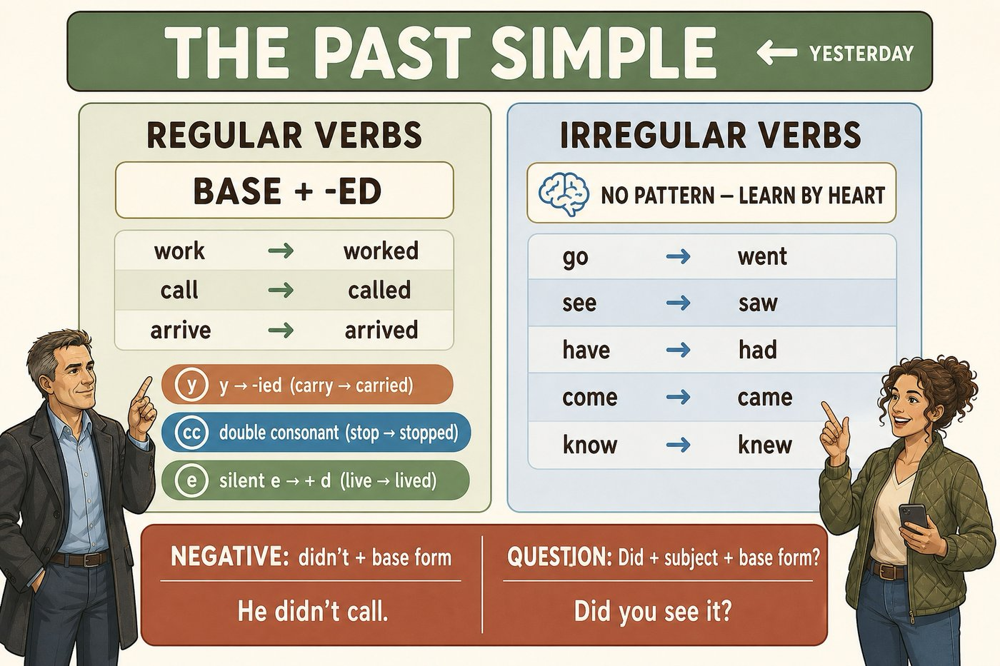 THE PAST SIMPLE
← YESTERDAY
REGULAR VERBS
BASE + -ED
work → worked
call → called
arrive → arrived
y y → -ied (carry → carried)
cc double consonant (stop → stopped)
e silent e → + d (live → lived)
IRREGULAR VERBS
NO PATTERN – LEARN BY HEART
go → went
see → saw
have → had
come → came
know → knew
NEGATIVE: didn't + base form
He didn't call.
QUESTION: Did + subject + base form?
Did you see it?